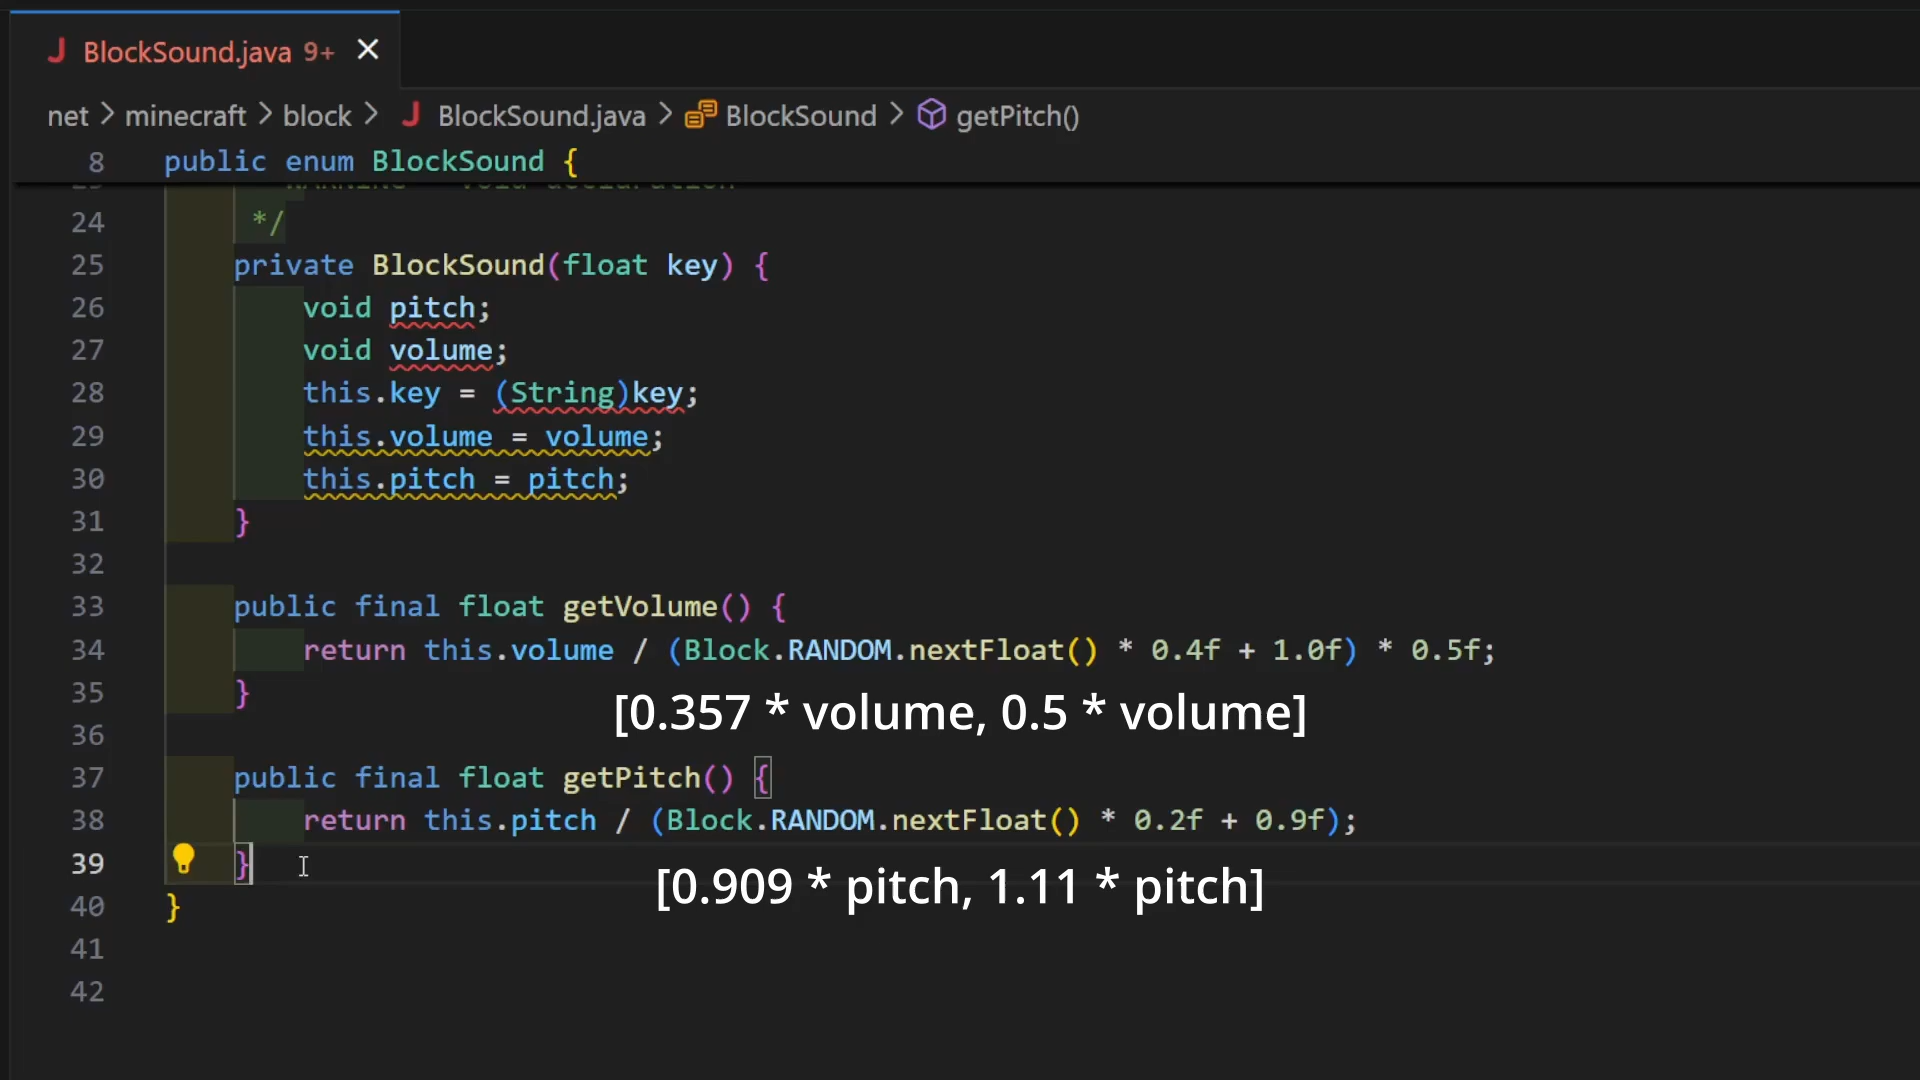 BlockSound.java 9+
net > minecraft > block > BlockSound.java > BlockSound > getPitch()
8 public enum BlockSound {
24 */
25 private BlockSound(float key) {
26 void pitch;
27 void volume;
28 this.key = (String)key;
29 this.volume = volume;
30 this.pitch = pitch;
31 }
32
33 public final float getVolume() {
34 return this.volume / (Block.RANDOM.nextFloat() * 0.4f + 1.0f) * 0.5f;
35 }
[0.357 * volume, 0.5 * volume]
36
37 public final float getPitch() {
38 return this.pitch / (Block.RANDOM.nextFloat() * 0.2f + 0.9f);
39 }
[0.909 * pitch, 1.11 * pitch]
40 }
41
42